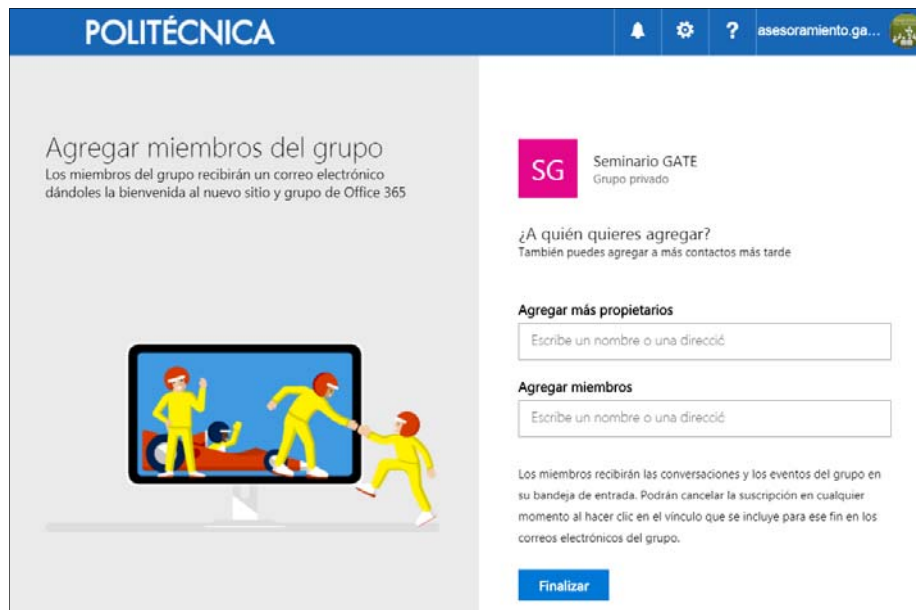 POLITÉCNICA
? asesoramiento.ga...
Agregar miembros del grupo
Los miembros del grupo recibirán un correo electrónico
dándoles la bienvenida al nuevo sitio y grupo de Office 365
SG
Seminario GATE
Grupo privado
¿A quién quieres agregar?
También puedes agregar a más contactos más tarde
Agregar más propietarios
Escribe un nombre o una direcció
Agregar miembros
Escribe un nombre o una direcció
Los miembros recibirán las conversaciones y los eventos del grupo en
su bandeja de entrada. Podrán cancelar la suscripción en cualquier
momento al hacer clic en el vínculo que se incluye para ese fin en los
correos electrónicos del grupo.
Finalizar